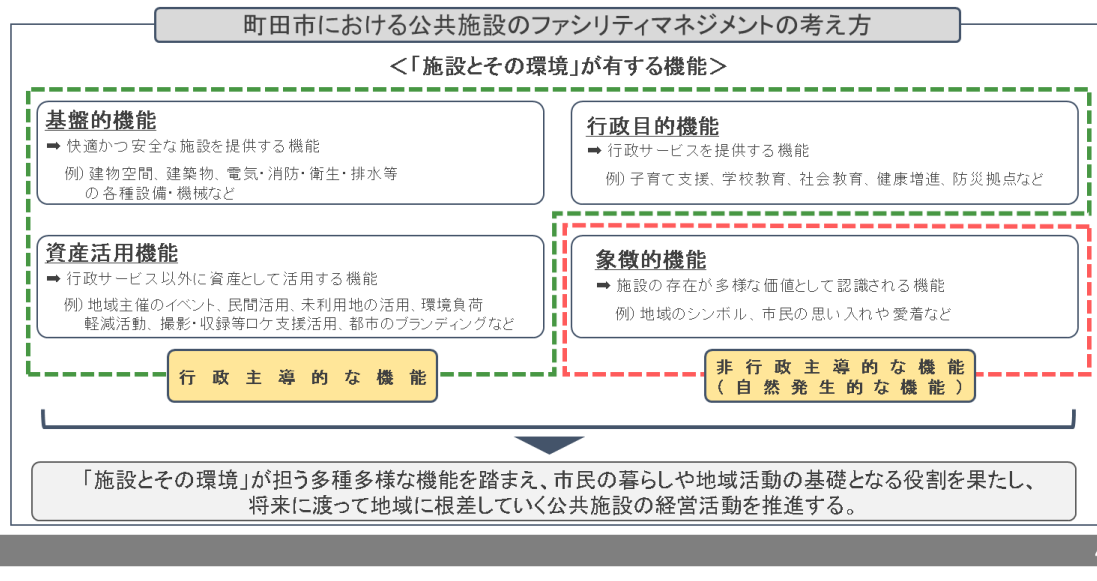 町田市における公共施設のファシリティマネジメントの考え方
＜「施設とその環境」が有する機能＞
基盤的機能
➡ 快適かつ安全な施設を提供する機能
例）建物空間、建築物、電気・消防・衛生・排水等
の各種設備・機械など
行政目的機能
➡ 行政サービスを提供する機能
例）子育て支援、学校教育、社会教育、健康増進、防災拠点など
資産活用機能
➡ 行政サービス以外に資産として活用する機能
例）地域主催のイベント、民間活用、未利用地の活用、環境負荷
軽減活動、撮影・収録等ロケ支援活用、都市のブランディングなど
象徴的機能
➡ 施設の存在が多様な価値として認識される機能
例）地域のシンボル、市民の思い入れや愛着など
行政主導的な機能
非行政主導的な機能
（自然発生的な機能）
「施設とその環境」が担う多種多様な機能を踏まえ、市民の暮らしや地域活動の基礎となる役割を果たし、
将来に渡って地域に根差していく公共施設の経営活動を推進する。